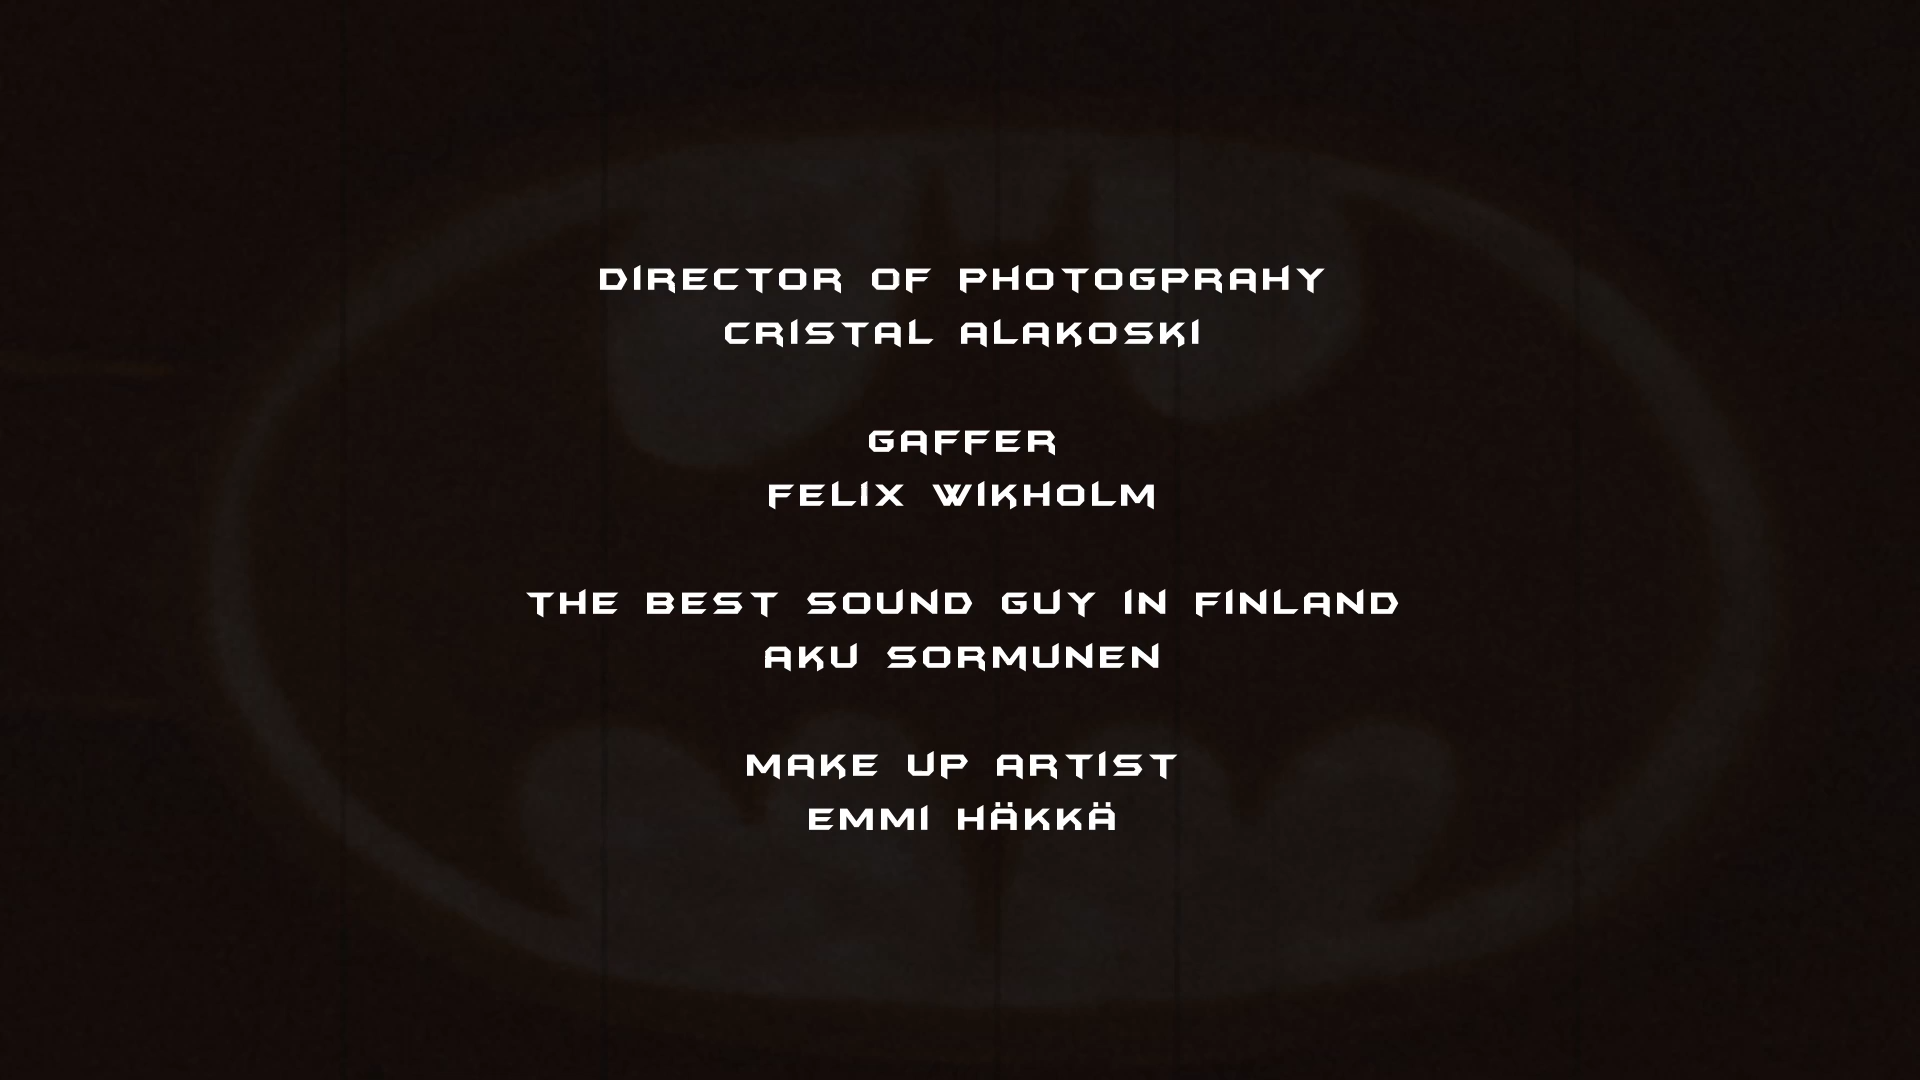 DIRECTOR OF PHOTOGPRAHY
CRISTAL ALAKOSKI
GAFFER
FELIX WIKHOLM
THE BEST SOUND GUY IN FINLAND
AKU SORMUNEN
MAKE UP ARTIST
EMMI HÄKKÄ